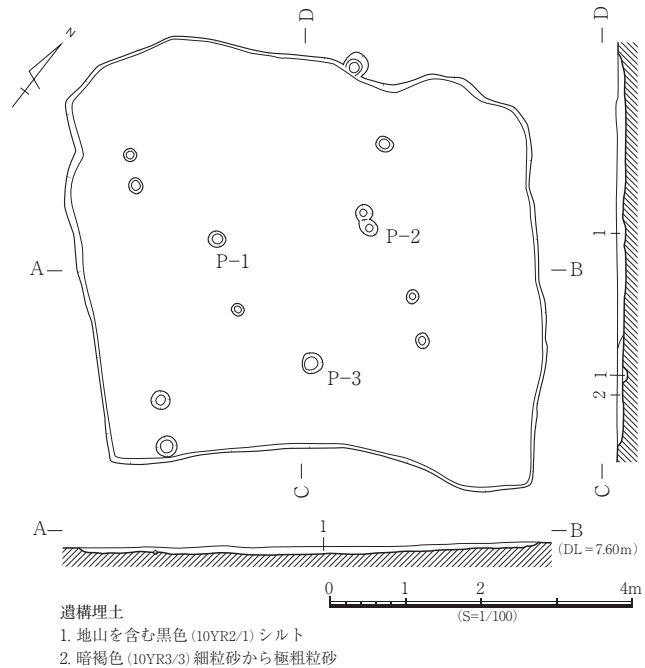 D
D
N
P-2
P-1
A
B
1
P-3
1
2
C
C
A
1
B
(DL=7.60m)
0 1 2 4m
(S=1/100)
遺構埋土
1. 地山を含む黒色(10YR2/1)シルト
2. 暗褐色(10YR3/3)細粒砂から極粗粒砂